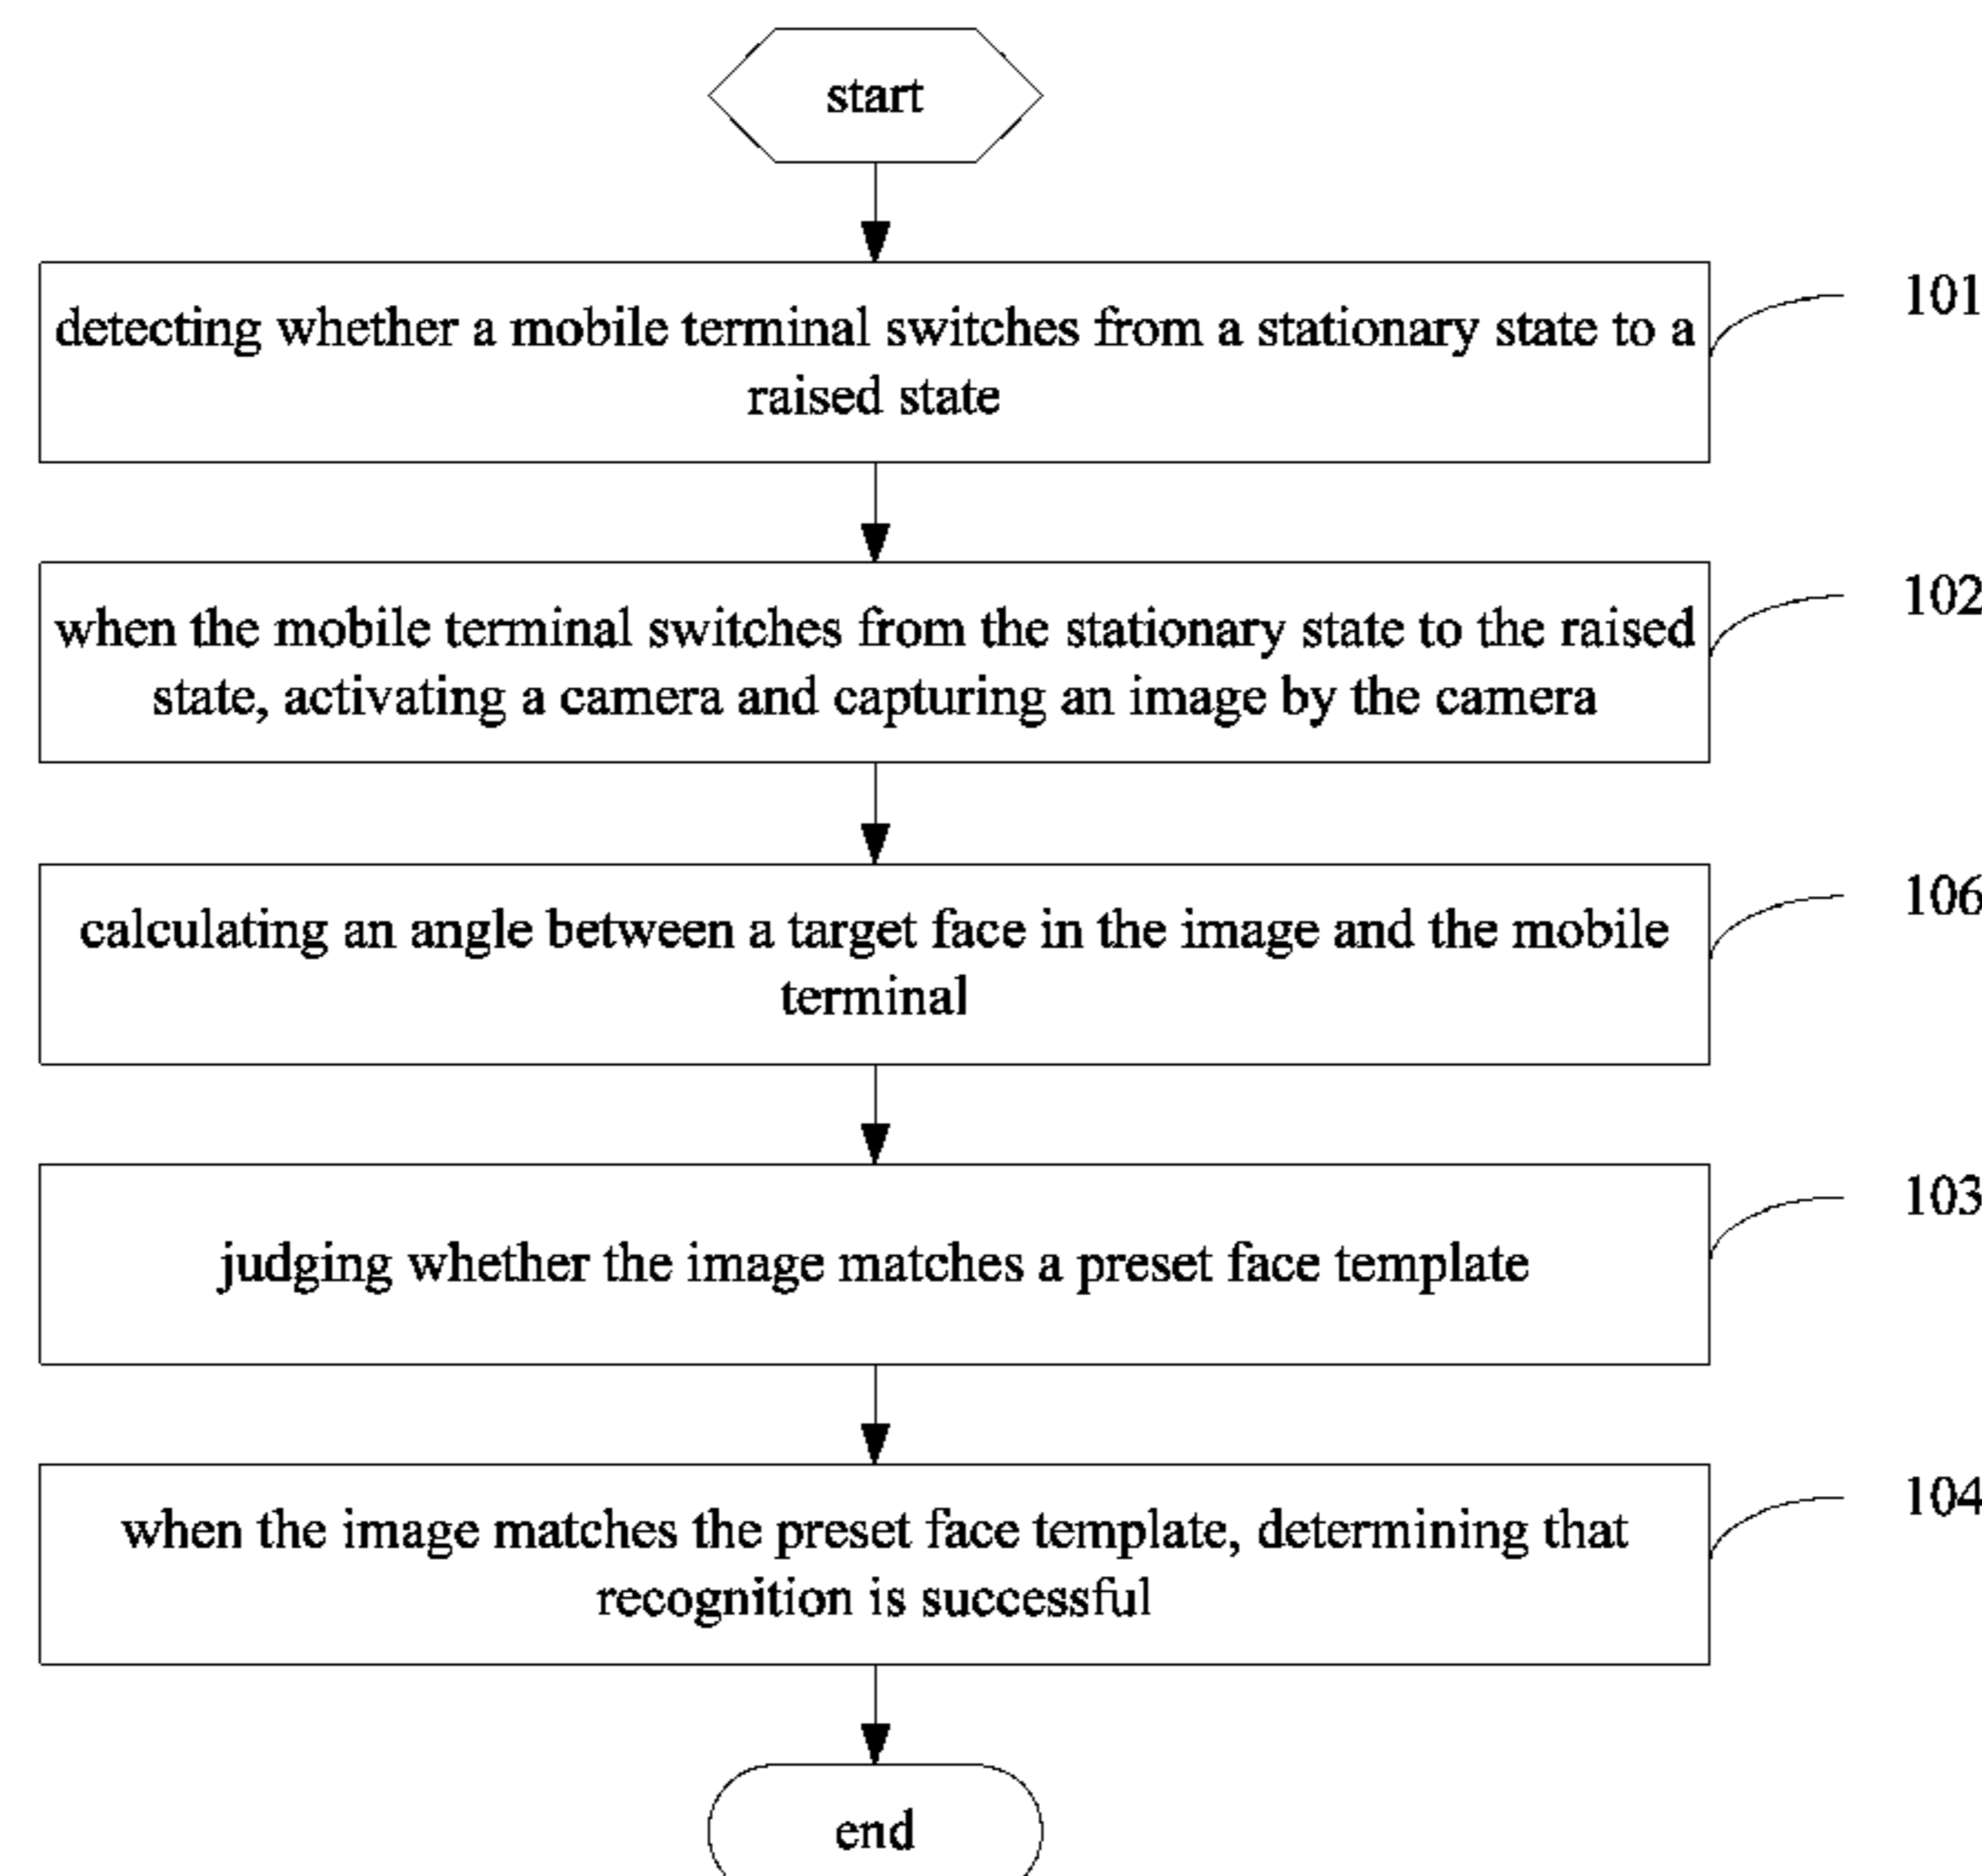 start
detecting whether a mobile terminal switches from a stationary state to a
raised state
101
when the mobile terminal switches from the stationary state to the raised
state, activating a camera and capturing an image by the camera
102
calculating an angle between a target face in the image and the mobile
terminal
106
judging whether the image matches a preset face template
103
when the image matches the preset face template, determining that
recognition is successful
104
end